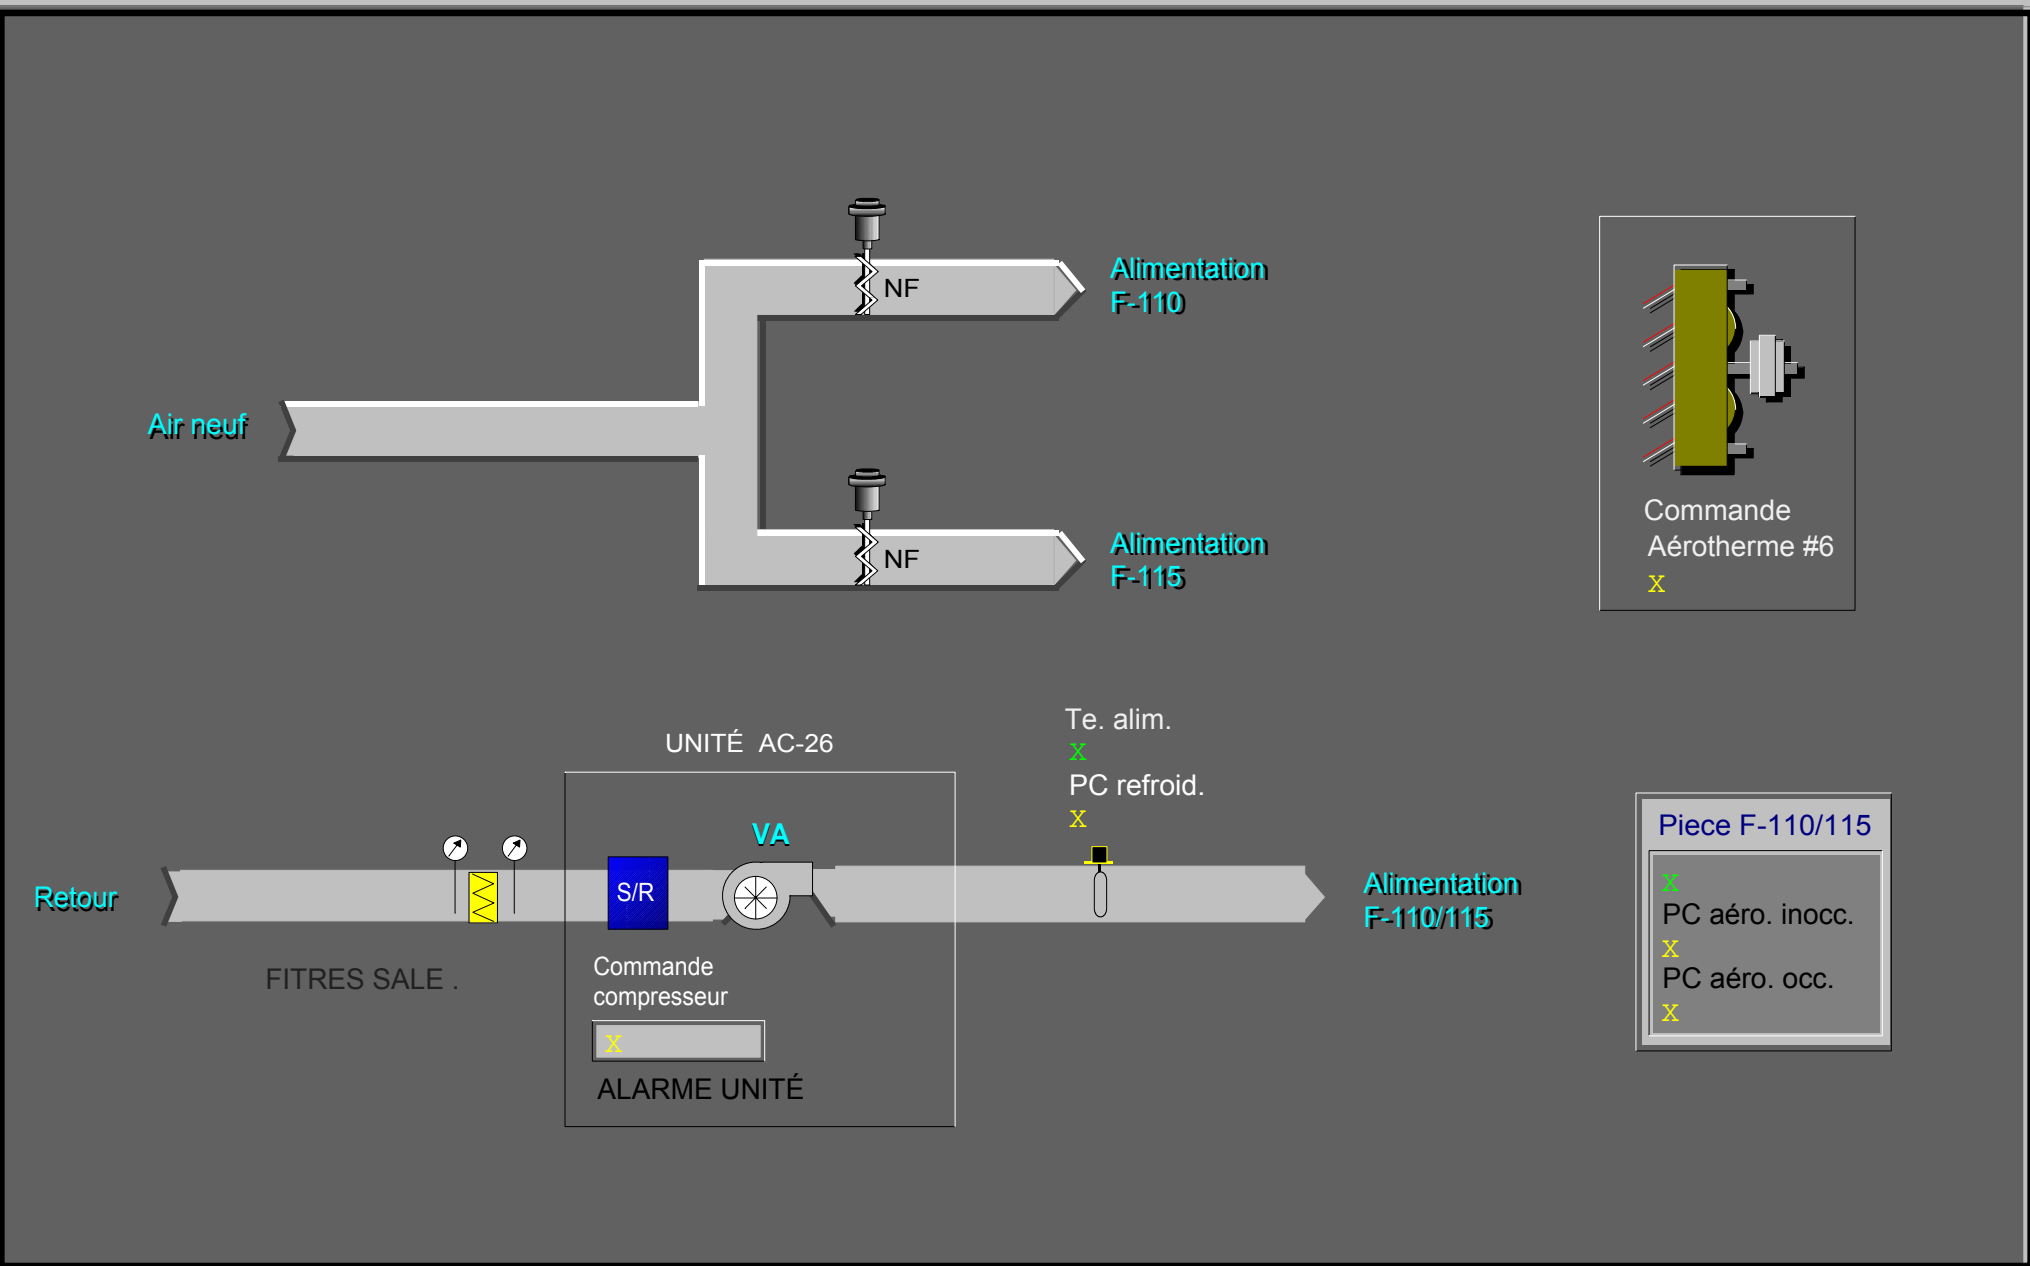 Alimentation
F-110
NF
Air neuf
Alimentation
F-115
NF
Commande
Aérotherme #6
X
Te. alim.
X
PC refroid.
X
UNITÉ  AC-26
VA
S/R
Retour
Alimentation
F-110/115
FITRES SALE .
Commande
compresseur
X
ALARME UNITÉ
Piece F-110/115
X
PC aéro. inocc.
X
PC aéro. occ.
X